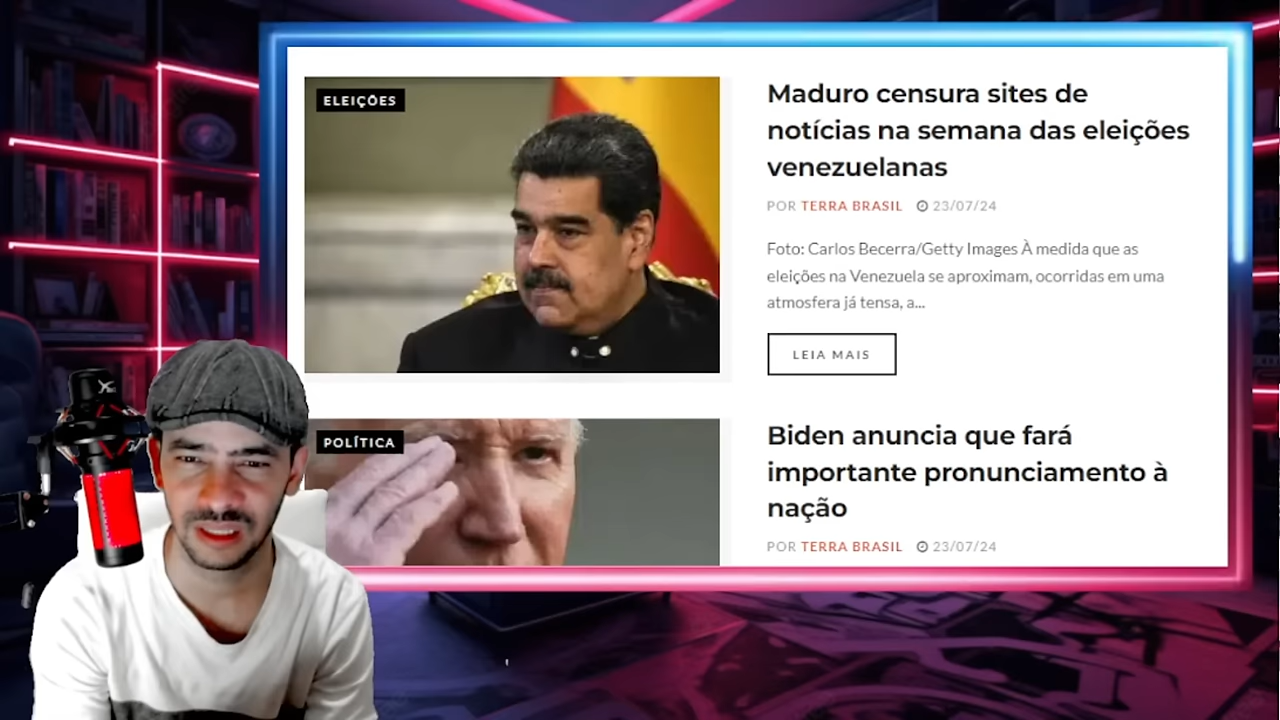 ELEIÇÕES
Maduro censura sites de
notícias na semana das eleições
venezuelanas
POR TERRA BRASIL 23/07/24
Foto: Carlos Becerra/Getty Images À medida que as
eleições na Venezuela se aproximam, ocorridas em uma
atmosfera já tensa, a...
LEIA MAIS
POLÍTICA
Biden anuncia que fará
importante pronunciamento à
nação
POR TERRA BRASIL 23/07/24